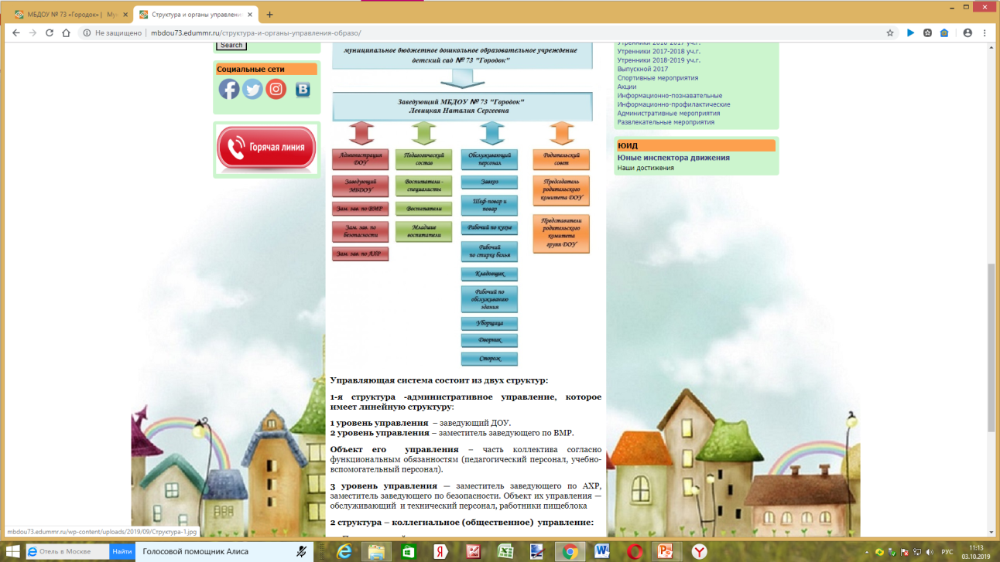 МБДОУ № 73 «Городок» | Мун
Структура и органы управления
Не защищено | mbdou73.edummr.ru/структура-и-органы-управления-образо/
Search
Социальные сети
Горячая линия
муниципальное бюджетное дошкольное образовательное учреждение
детский сад № 73 "Городок"
Заведующий МБДОУ № 73 "Городок"
Левицкая Наталия Сергеевна
Администрация
ДОУ
Заведующий
МБДОУ
Зам. зав. по ВМР
Зам. зав. по
безопасности
Зам. зав. по АХР
Педагогический
состав
Воспитатели -
специалисты
Воспитатели
Младшие
воспитатели
Обслуживающий
персонал
Завхоз
Шеф-повар и
повар
Рабочий по кухне
Рабочий
по стирке белья
Кладовщик
Рабочий по
обслуживанию
здания
Уборщица
Дворник
Сторож
Родительский
совет
Председатель
родительского
комитета ДОУ
Представители
родительского
комитета
групп ДОУ
Управляющая система состоит из двух структур:
1-я структура -административное управление, которое
имеет линейную структуру:
1 уровень управления – заведующий ДОУ.
2 уровень управления – заместитель заведующего по ВМР.
Объект его управления – часть коллектива согласно
функциональным обязанностям (педагогический персонал, учебно-
вспомогательный персонал).
3 уровень управления — заместитель заведующего по АХР,
заместитель заведующего по безопасности. Объект их управления —
обслуживающий и технический персонал, работники пищеблока
2 структура – коллегиальное (общественное) управление:
Утренники 2016-2017 уч.г.
Утренники 2017-2018 уч.г.
Утренники 2018-2019 уч.г.
Выпускной 2017
Спортивные мероприятия
Акции
Информационно-познавательные
Информационно-профилактические
Административные мероприятия
Развлекательные мероприятия
ЮИД
Юные инспектора движения
Наши достижения
mbdou73.edummr.ru/wp-content/uploads/2019/09/Структура-1.jpg
Отель в Москве
Найти
Голосовой помощник Алиса
РУС
11:13
03.10.2019